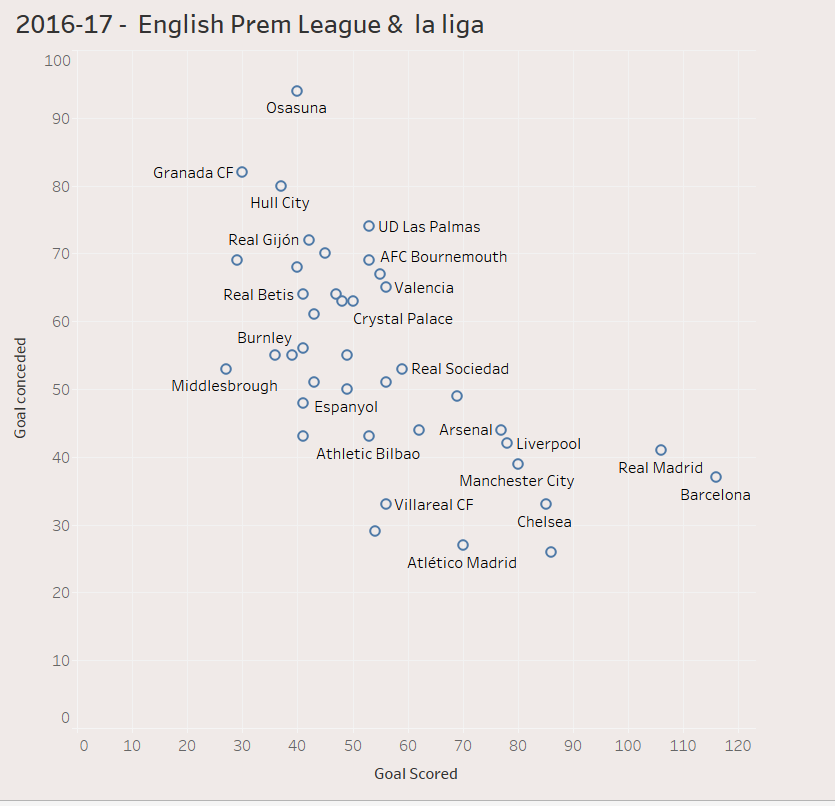 2016-17 -  English Prem League &  la liga
100
Osasuna
90
Granada CF
80
Hull City
UD Las Palmas
Real Gijón
70
AFC Bournemouth
Real Betis
Valencia
60
Crystal Palace
Burnley
Real Sociedad
Middlesbrough
50
Espanyol
Arsenal
Liverpool
40
Athletic Bilbao
Real Madrid
Manchester City
Barcelona
Villareal CF
30
Chelsea
Atlético Madrid
20
10
0
Goal conceded
0 10 20 30 40 50 60 70 80 90 100 110 120
Goal Scored